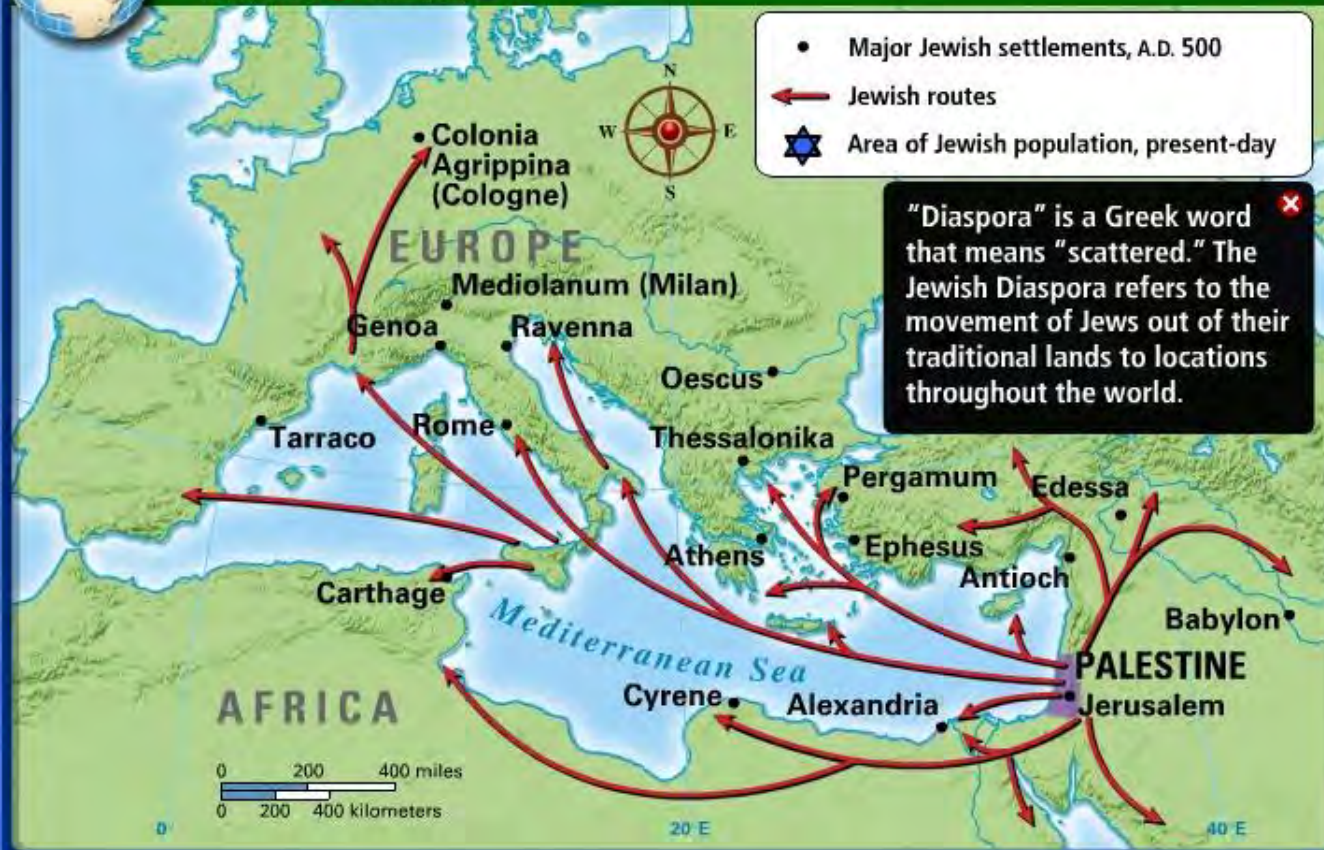 Major Jewish settlements, A.D. 500
Jewish routes
Area of Jewish population, present-day
"Diaspora" is a Greek word
that means "scattered." The
Jewish Diaspora refers to the
movement of Jews out of their
traditional lands to locations
throughout the world.
N
W
E
S
Colonia
Agrippina
(Cologne)
EUROPE
Mediolanum (Milan)
Genoa
Ravenna
Oescus
Tarraco
Rome
Thessalonika
Pergamum
Edessa
Athens
Ephesus
Antioch
Carthage
Babylon
Mediterranean Sea
PALESTINE
Cyrene
Alexandria
Jerusalem
AFRICA
0 200 400 miles
0 200 400 kilometers
0
20 E
40 E